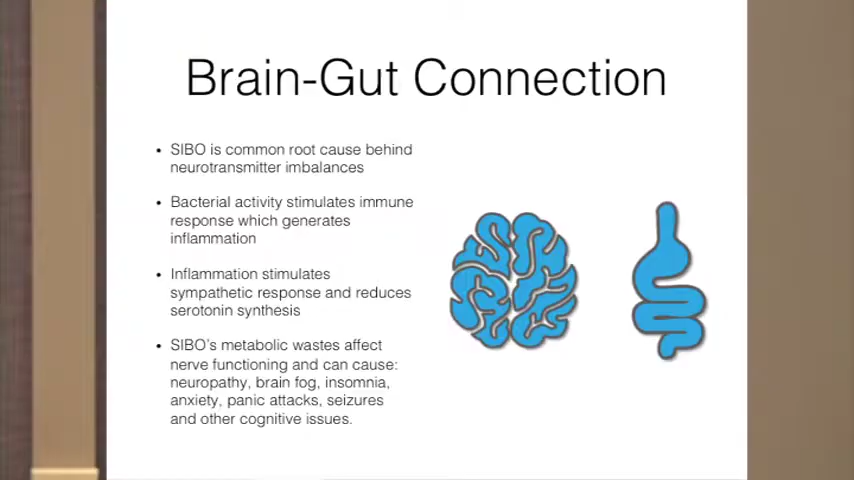 Brain-Gut Connection
• SIBO is common root cause behind
neurotransmitter imbalances
• Bacterial activity stimulates immune
response which generates
inflammation
• Inflammation stimulates
sympathetic response and reduces
serotonin synthesis
• SIBO's metabolic wastes affect
nerve functioning and can cause:
neuropathy, brain fog, insomnia,
anxiety, panic attacks, seizures
and other cognitive issues.